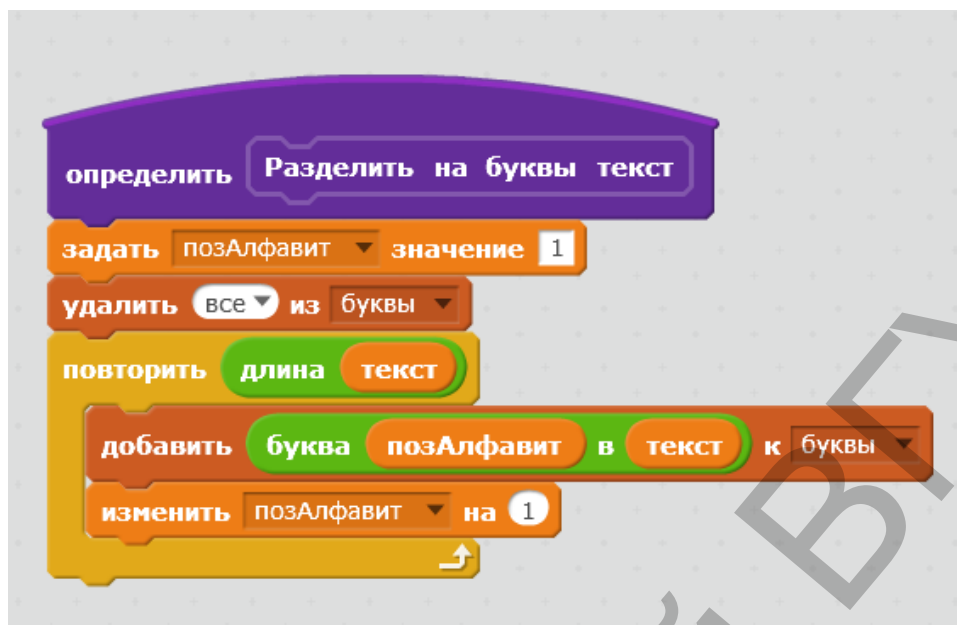 определить Разделить на буквы текст
задать позАлфавит значение 1
удалить все из буквы
повторить длина текст
добавить буква позАлфавит в текст к буквы
изменить позАлфавит на 1